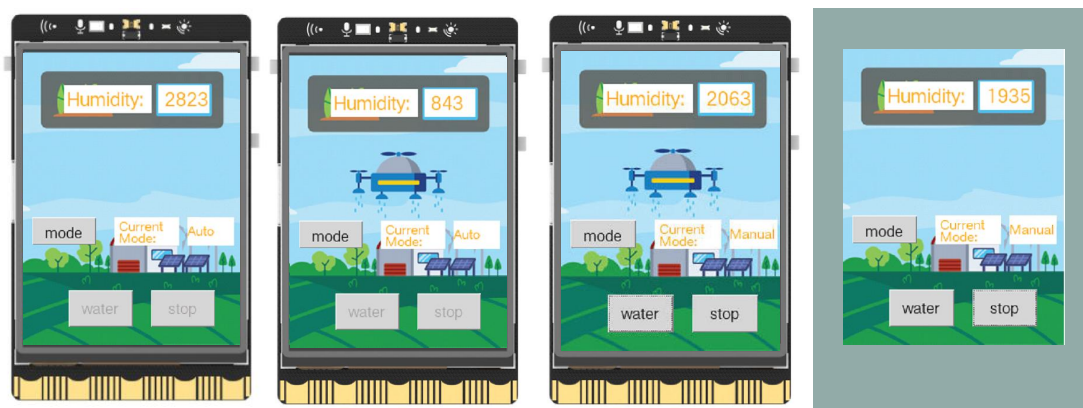 Humidity: 2823
mode
Current
Mode:
Auto
water stop
Humidity: 843
mode
Current
Mode:
Auto
water stop
Humidity: 2063
mode
Current
Mode:
Manual
water stop
Humidity: 1935
mode
Current
Mode:
Manual
water stop